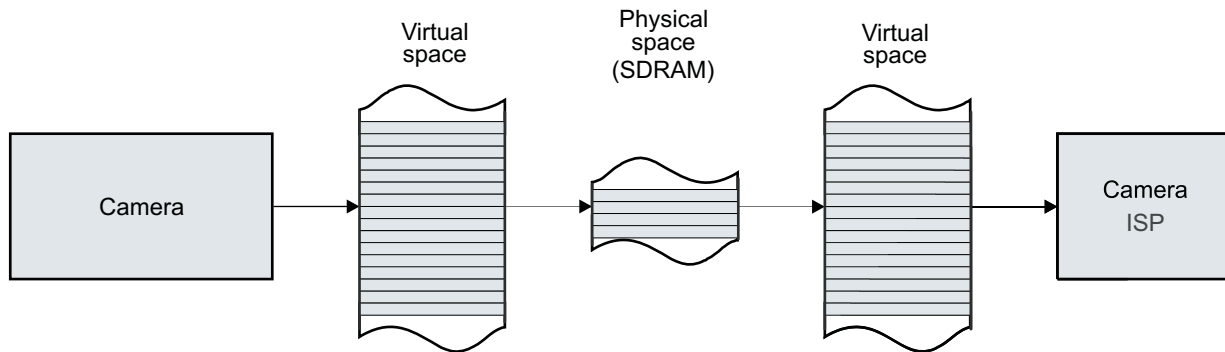 Virtual
space
Physical
space
(SDRAM)
Virtual
space
Camera
Camera
ISP